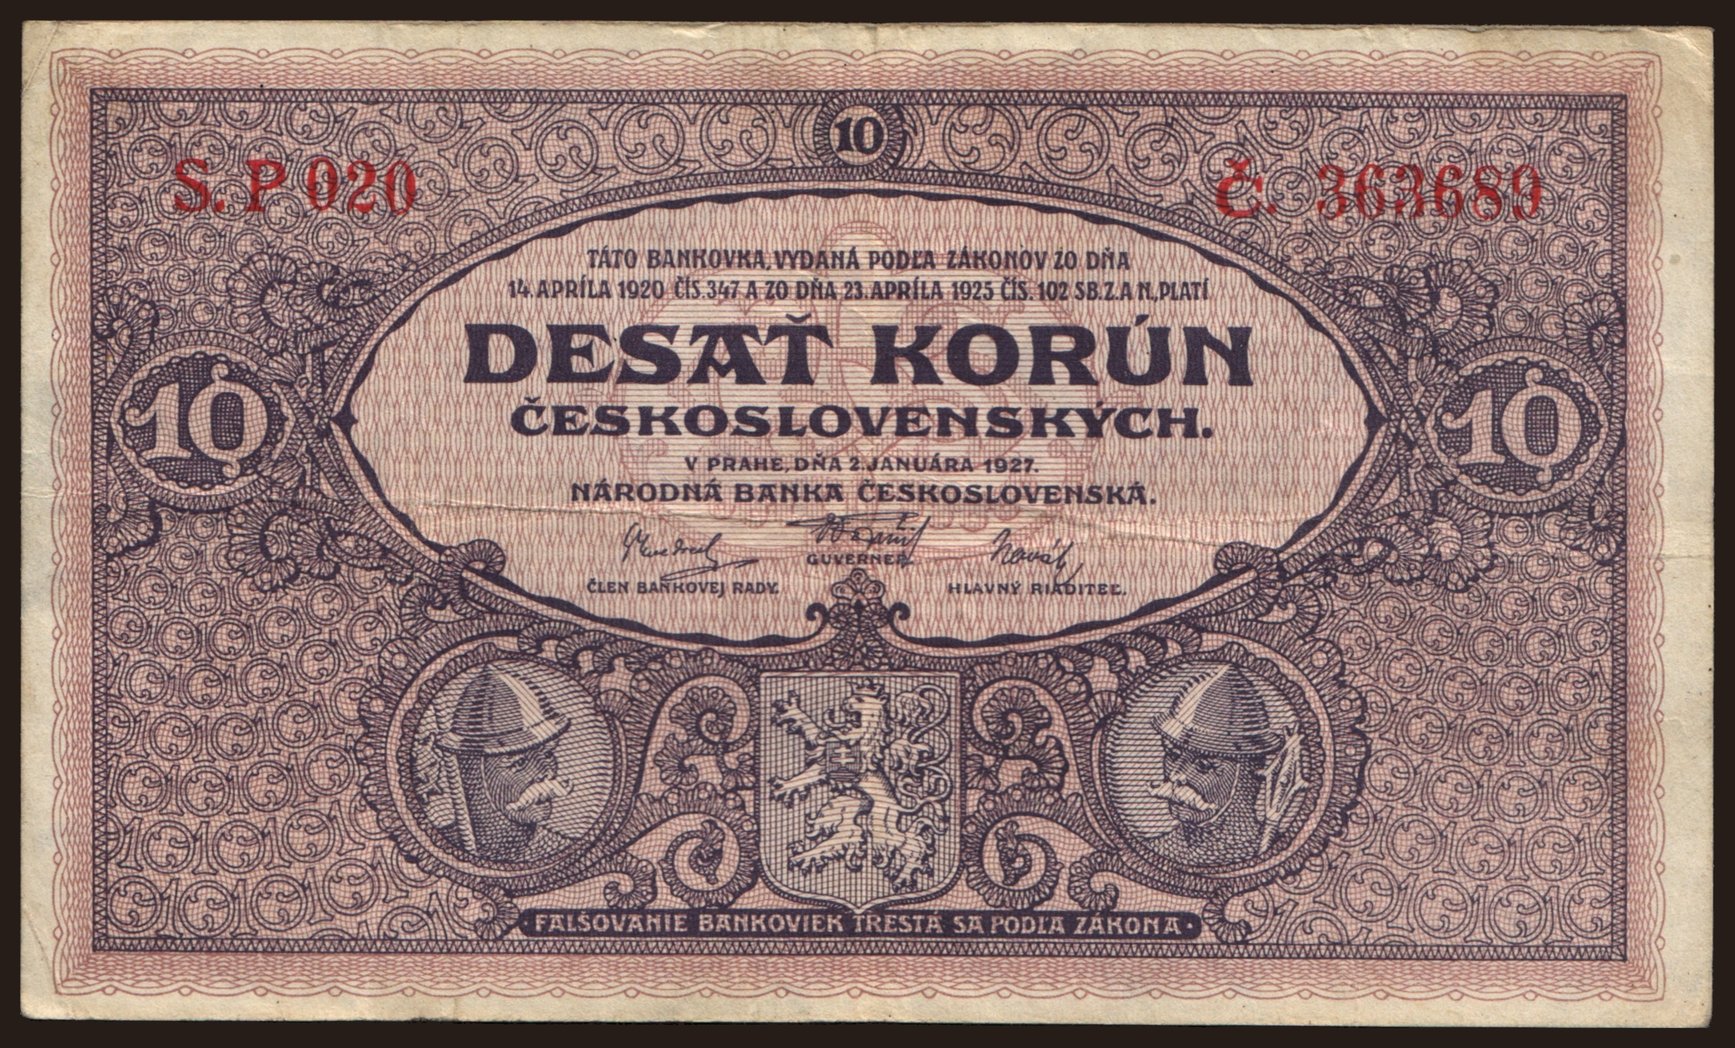 10
S. P 020
Č. 363689
TÁTO BANKOVKA, VYDANÁ PODĽA ZÁKONOV ZO DŇA
14. APRÍLA 1920 ČÍS. 347 A ZO DŇA 23. APRÍLA 1925 ČÍS. 102 SB. Z. A N., PLATÍ
DESAŤ KORÚN
10
10
ČESKOSLOVENSKÝCH.
V PRAHE, DŇA 2. JANUÁRA 1927.
NÁRODNÁ BANKA ČESKOSLOVENSKÁ.
GUVERNER.
ČLEN BANKOVEJ RADY.
HLAVNÝ RIADITEĽ.
· FALŠOVANIE BANKOVIEK TRESTÁ SA PODĽA ZÁKONA ·